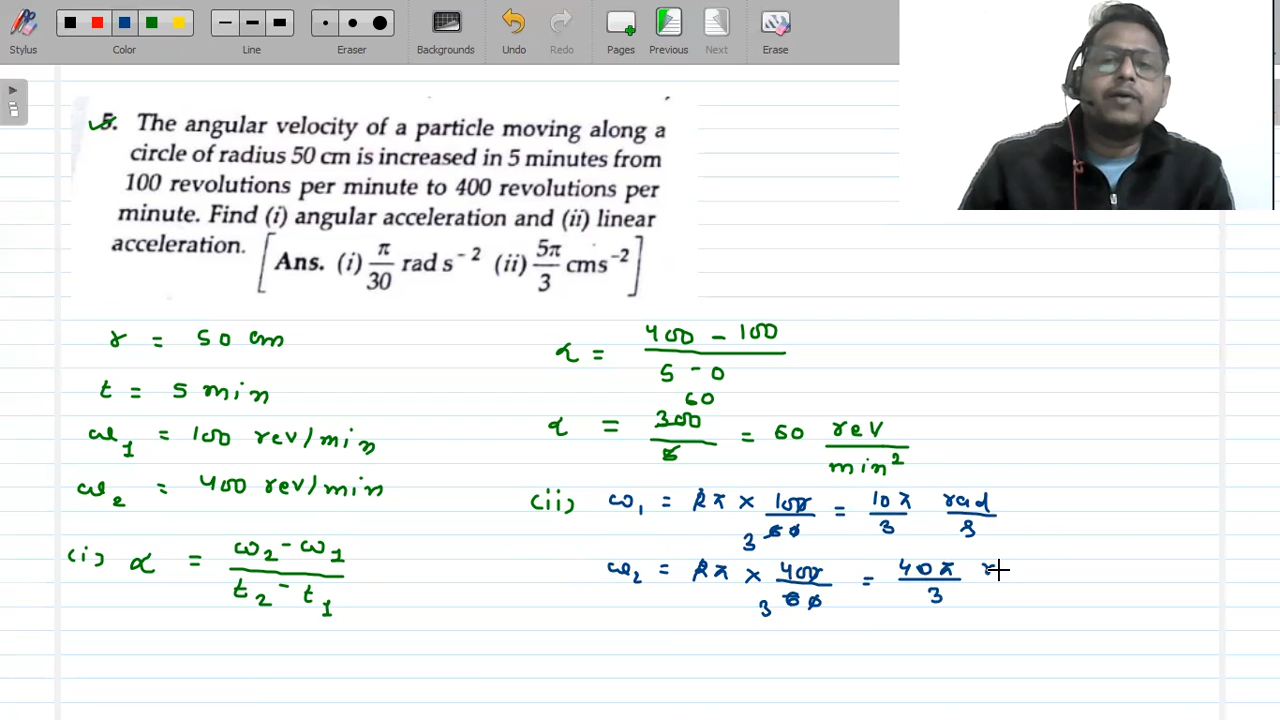 Stylus
Color
Line
Eraser
Backgrounds
Undo
Redo
Pages
Previous
Next
Erase
5. The angular velocity of a particle moving along a
circle of radius 50 cm is increased in 5 minutes from
100 revolutions per minute to 400 revolutions per
minute. Find (i) angular acceleration and (ii) linear
acceleration. [Ans. (i) π/30 rad s⁻² (ii) 5π/3 cms⁻²]
r = 50 cm
t = 5 min
ω₁ = 100 rev/min
ω₂ = 400 rev/min
(i) α = ω₂-ω₁ / t₂-t₁
α = 400 - 100 / 5 - 0
60
α = 300 / 5 = 60 rev / min²
(ii) ω₁ = 2π × 100 / 60 = 10π / 3 rad / s
3
ω₂ = 2π × 400 / 60 = 40π / 3
3